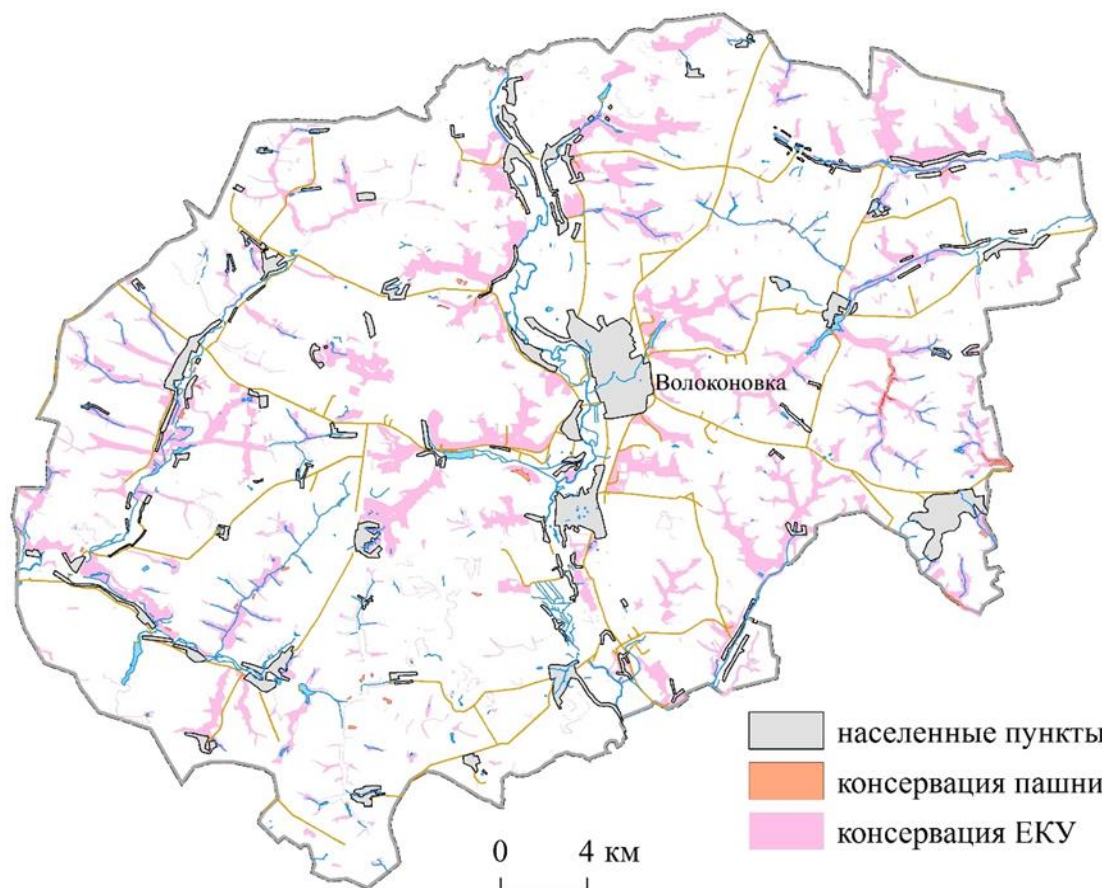 Волоконовка
населенные пункты
консервация пашни
консервация ЕКУ
0 4 км